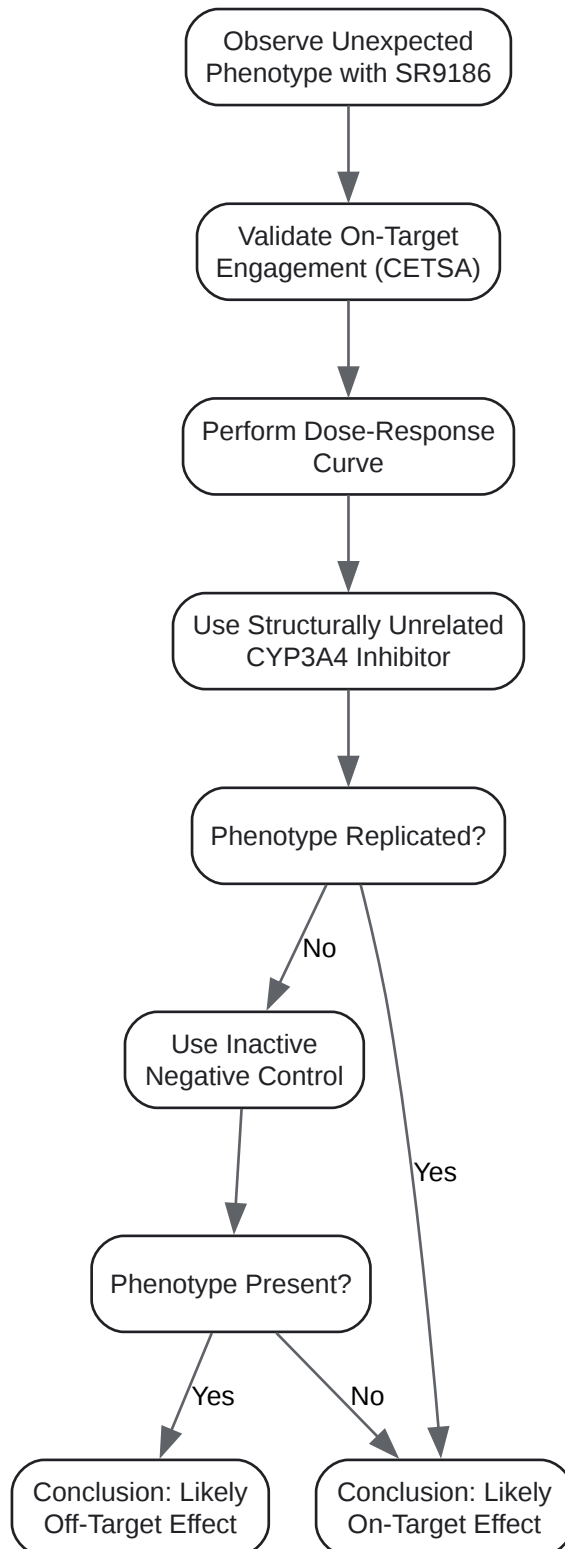 Observe Unexpected
Phenotype with SR9186
Validate On-Target
Engagement (CETSA)
Perform Dose-Response
Curve
Use Structurally Unrelated
CYP3A4 Inhibitor
Phenotype Replicated?
No
Use Inactive
Negative Control
Yes
Phenotype Present?
Yes
No
Conclusion: Likely
Off-Target Effect
Conclusion: Likely
On-Target Effect